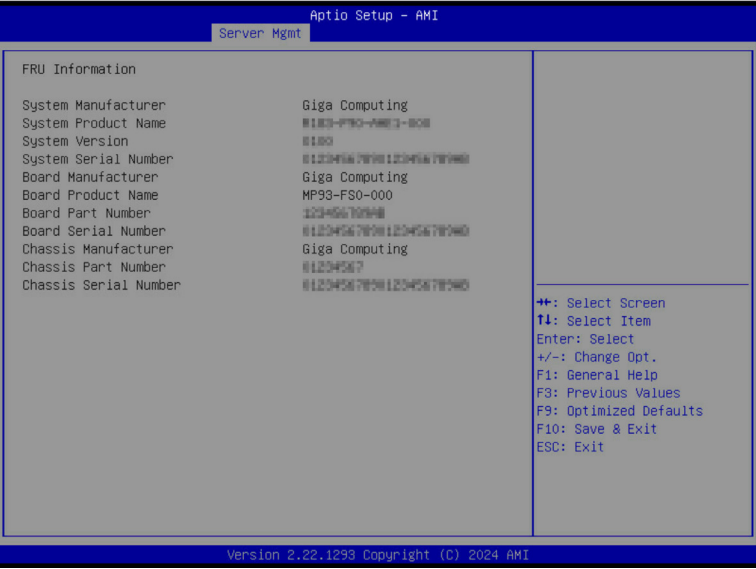 Aptio Setup – AMI
Server Mgmt
FRU Information
System Manufacturer Giga Computing
System Product Name
System Version
System Serial Number
Board Manufacturer Giga Computing
Board Product Name MP93-FS0-000
Board Part Number
Board Serial Number
Chassis Manufacturer Giga Computing
Chassis Part Number
Chassis Serial Number
→←: Select Screen
↑↓: Select Item
Enter: Select
+/-: Change Opt.
F1: General Help
F3: Previous Values
F9: Optimized Defaults
F10: Save & Exit
ESC: Exit
Version 2.22.1293 Copyright (C) 2024 AMI